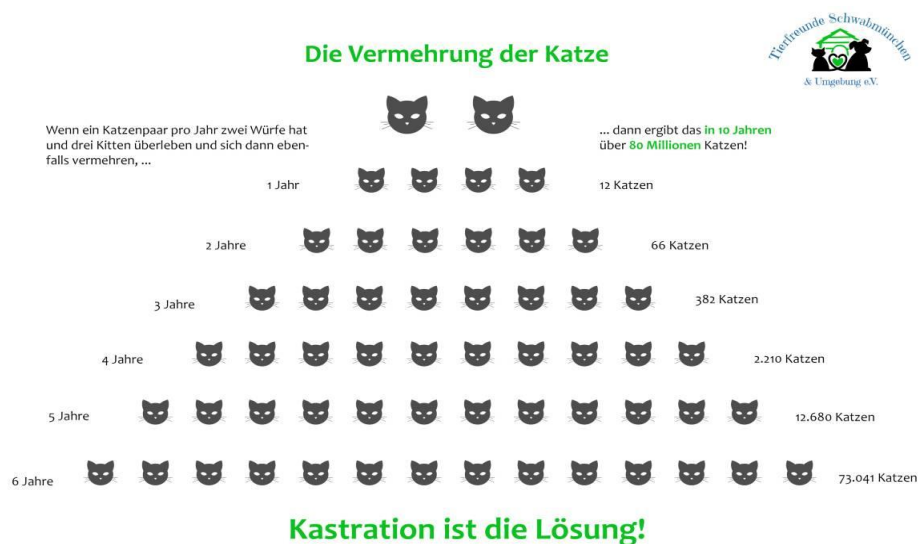 Tierfreunde Schwabmünchen
& Umgebung e.V.
Die Vermehrung der Katze
Wenn ein Katzenpaar pro Jahr zwei Würfe hat
und drei Kitten überleben und sich dann eben-
falls vermehren, ...
... dann ergibt das in 10 Jahren
über 80 Millionen Katzen!
1 Jahr 12 Katzen
2 Jahre 66 Katzen
3 Jahre 382 Katzen
4 Jahre 2.210 Katzen
5 Jahre 12.680 Katzen
6 Jahre 73.041 Katzen
Kastration ist die Lösung!